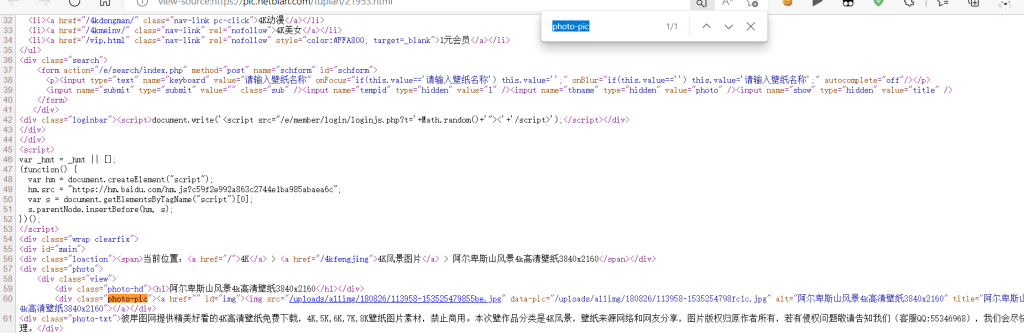 view-source:https://pic.netbian.com/tupian/21953.html
photo-pic 1/1
32 <li><a href="/4kdongman/" class="nav-link pc-click">4K动漫</a></li>
33 <li><a href="/4kmeinv/" class="nav-link" rel="nofollow">4K美女</a></li>
34 <li><a href="/vip.html" class="nav-link" rel="nofollow" style="color:#FFA800; target=_blank">1元会员</a></li>
35 </ul>
36 <div class="search">
37 <form action="/e/search/index.php" method="post" name="schform" id="schform">
38 <p><input type="text" name="keyboard" value="请输入壁纸名称" onFocus="if(this.value=='请输入壁纸名称') this.value='';" onBlur="if(this.value=='') this.value='请输入壁纸名称';" autocomplete="off"/></p>
39 <input name="submit" type="submit" value="" class="sub" /><input name="tempid" type="hidden" value="1" /><input name="tbname" type="hidden" value="photo" /><input name="show" type="hidden" value="title" />
40 </form>
41 </div>
42 <div class="loginbar"><script>document.write('<script src="/e/member/login/loginjs.php?t='+Math.random()+'"><'+'/script>');</script></div>
43 </div>
44 </div>
45 <script>
46 var _hmt = _hmt || [];
47 (function() {
48 var hm = document.createElement("script");
49 hm.src = "https://hm.baidu.com/hm.js?c59f2e992a863c2744e1ba985abaea6c";
50 var s = document.getElementsByTagName("script")[0];
51 s.parentNode.insertBefore(hm, s);
52 })();
53 </script>
54 <div class="wrap clearfix">
55 <div id="main">
56 <div class="loaction"><span>当前位置：<a href="/">4K</a> > <a href="/4kfengjing">4K风景图片</a> > 阿尔卑斯山风景4k高清壁纸3840x2160</span></div>
57 <div class="photo">
58 <div class="view">
59 <div class="photo-hd"><h1>阿尔卑斯山风景4k高清壁纸3840x2160</h1></div>
60 <div class="photo-pic"><a href="" id="img"><img src="/uploads/allimg/180826/113958-153525479855be.jpg" data-pic="/uploads/allimg/180826/113958-1535254798fc1c.jpg" alt="阿尔卑斯山风景4k高清壁纸3840x2160" title="阿尔卑斯山
4k高清壁纸3840x2160"></a></div>
61 <div class="photo-txt">彼岸图网提供精美好看的4K高清壁纸免费下载，4K,5K,6K,7K,8K壁纸图片素材，禁止商用。本次壁作品分类是4K风景，壁纸来源网络和网友分享，图片版权归原作者所有，若有侵权问题敬请告知我们（客服QQ:55346968），我们会尽快
理。</div>